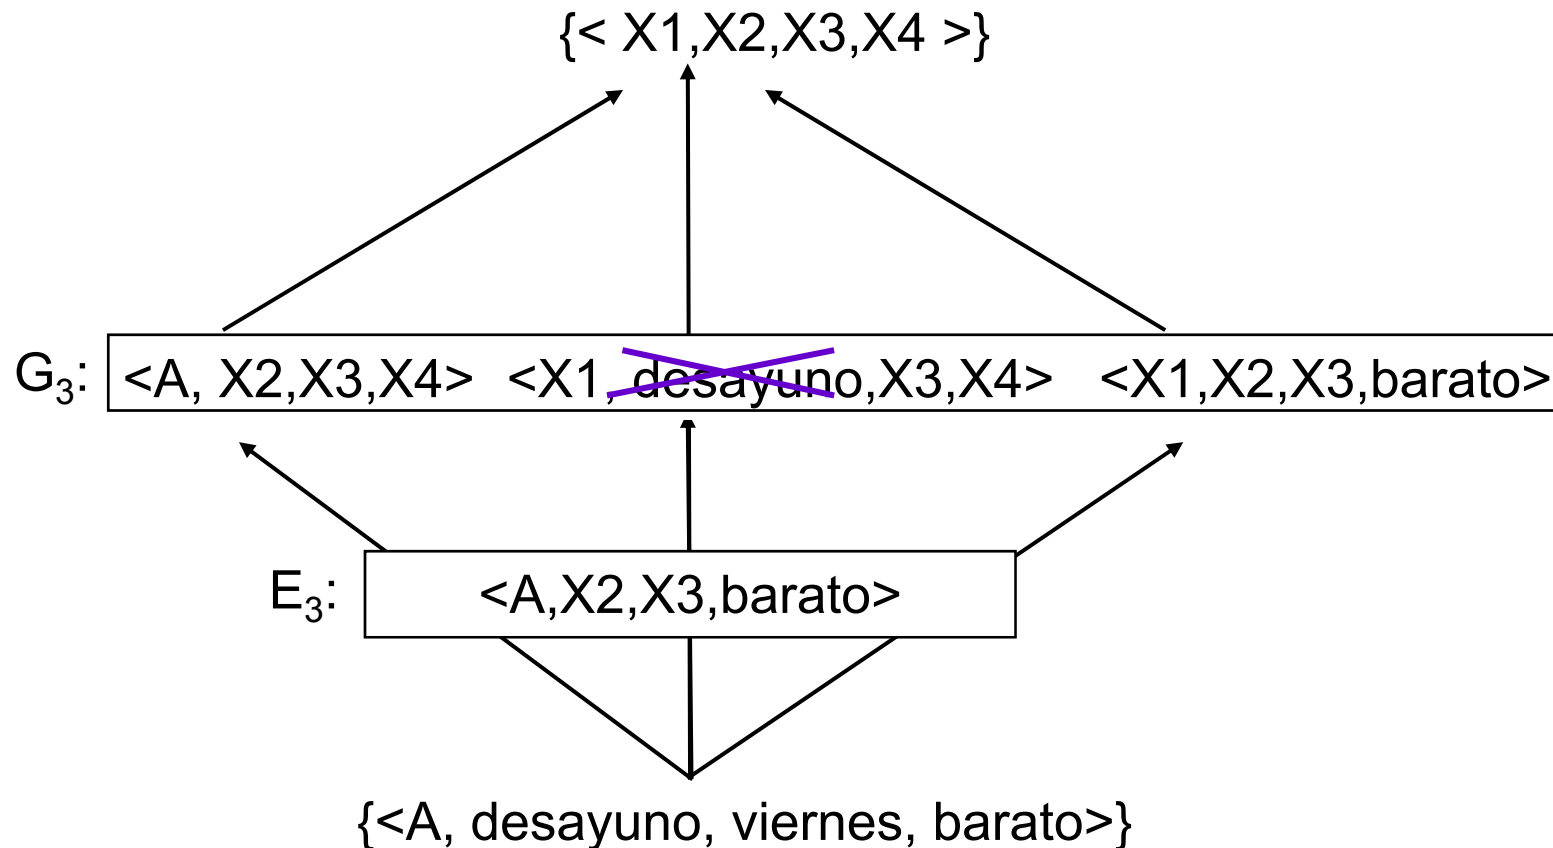 {< X1,X2,X3,X4 >}
G3: <A, X2,X3,X4> <X1, desayuno,X3,X4> <X1,X2,X3,barato>
E3: <A,X2,X3,barato>
{<A, desayuno, viernes, barato>}